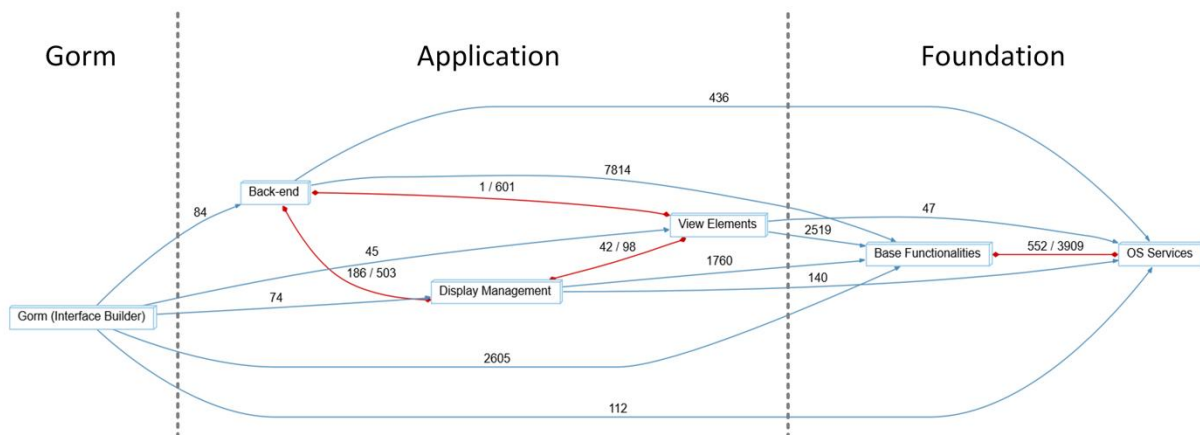 Gorm
Application
Foundation
436
7814
Back-end
1 / 601
84
View Elements
47
45
42 / 98
2519
Base Functionalities
552 / 3909
OS Services
186 / 503
1760
Display Management
140
74
Gorm (Interface Builder)
2605
112